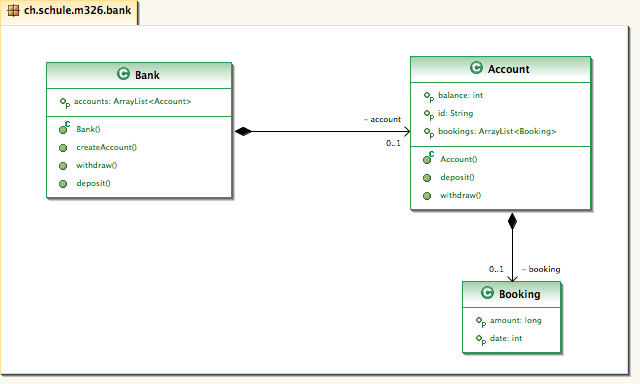 ch.schule.m326.bank
C Bank
P accounts: ArrayList<Account>
C Bank()
createAccount()
withdraw()
deposit()
– account
0..1
C Account
P balance: int
P id: String
P bookings: ArrayList<Booking>
C Account()
deposit()
withdraw()
0..1 – booking
C Booking
P amount: long
P date: int